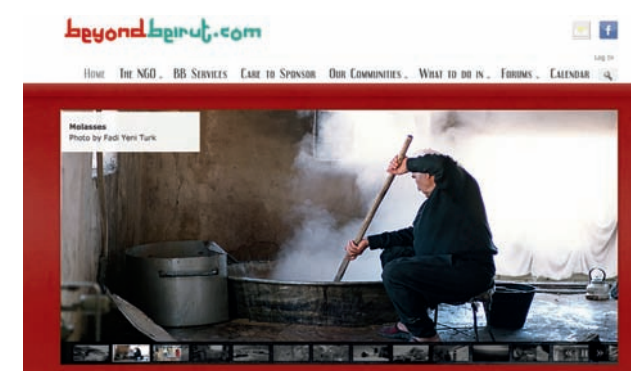 beyondbeirut.com
Log In
Home The NGO BB Services Care to Sponsor Our Communities What to do in Forums Calendar
Molasses
Photo by Fadi Yeni Turk